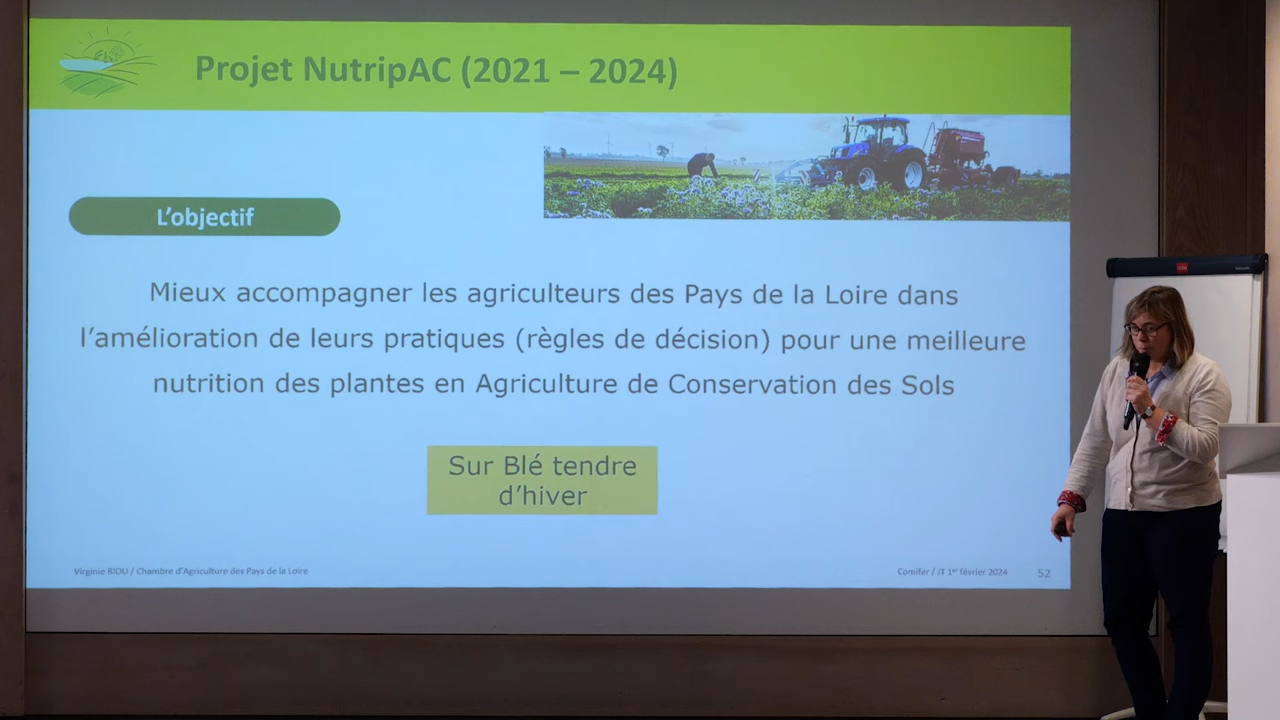 Projet NutripAC (2021 – 2024)
L'objectif
Mieux accompagner les agriculteurs des Pays de la Loire dans
l'amélioration de leurs pratiques (règles de décision) pour une meilleure
nutrition des plantes en Agriculture de Conservation des Sols
Sur Blé tendre
d'hiver
Virginie RIOU / Chambre d'Agriculture des Pays de la Loire
Comifer / JT 1er février 2024
52